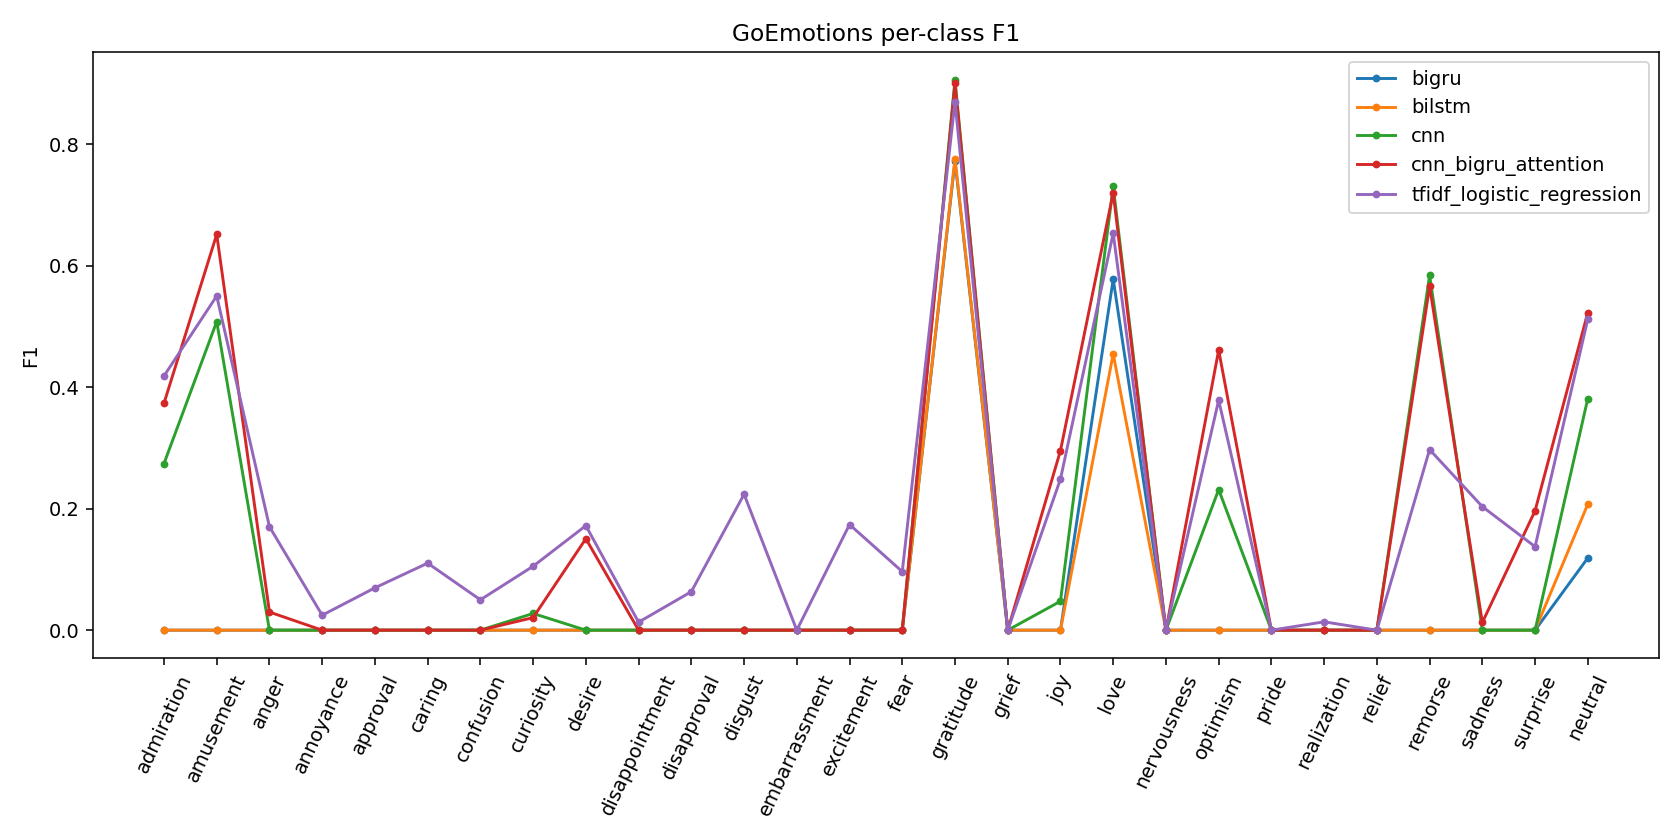 GoEmotions per-class F1
bigru
bilstm
cnn
cnn_bigru_attention
tfidf_logistic_regression
F1
0.8
0.6
0.4
0.2
0.0
admiration
amusement
anger
annoyance
approval
caring
confusion
curiosity
desire
disappointment
disapproval
disgust
embarrassment
excitement
fear
gratitude
grief
joy
love
nervousness
optimism
pride
realization
relief
remorse
sadness
surprise
neutral